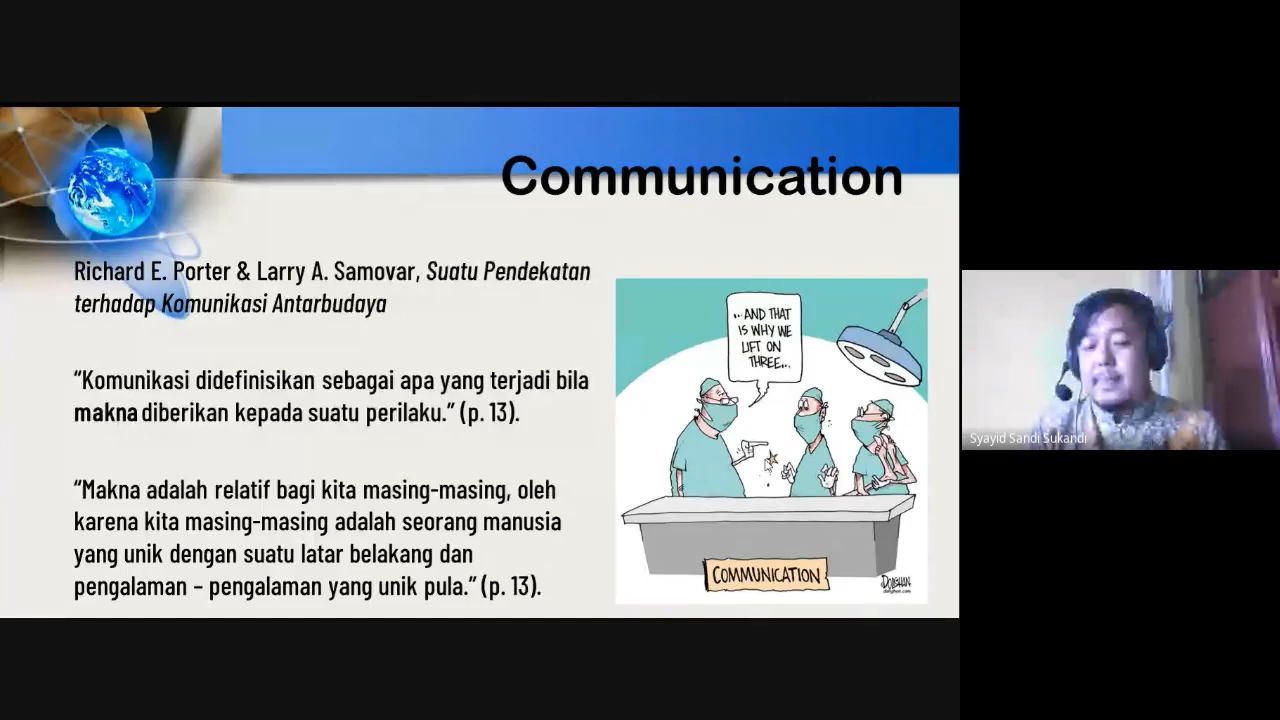 Communication
Richard E. Porter & Larry A. Samovar, Suatu Pendekatan
terhadap Komunikasi Antarbudaya
“Komunikasi didefinisikan sebagai apa yang terjadi bila
makna diberikan kepada suatu perilaku.” (p. 13).
“Makna adalah relatif bagi kita masing-masing, oleh
karena kita masing-masing adalah seorang manusia
yang unik dengan suatu latar belakang dan
pengalaman – pengalaman yang unik pula.” (p. 13).
...AND THAT
IS WHY WE
LIFT ON
THREE...
COMMUNICATION
Syayid Sandi Sukandi